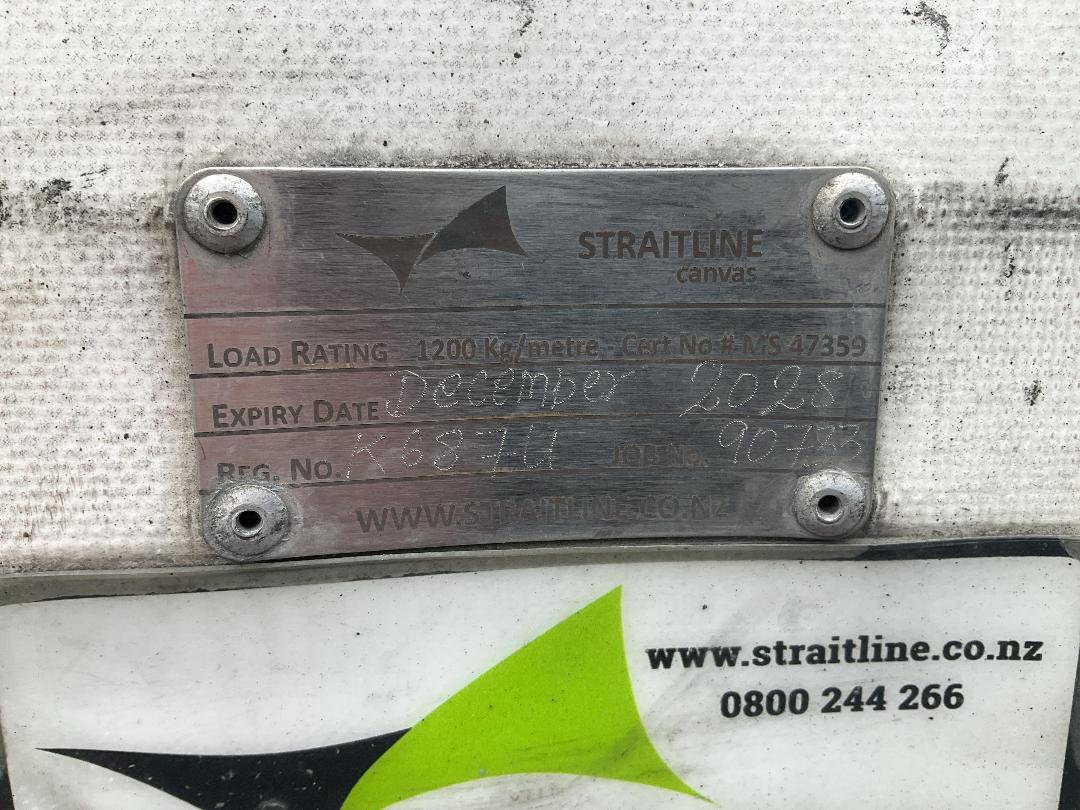 STRAITLINE
canvas
LOAD RATING 1200 Kg/metre Cert No # MS 47359
EXPIRY DATE December 2028
REG. NO. K687U JOB No. 90733
WWW.STRAITLINE.CO.NZ
www.straitline.co.nz
0800 244 266